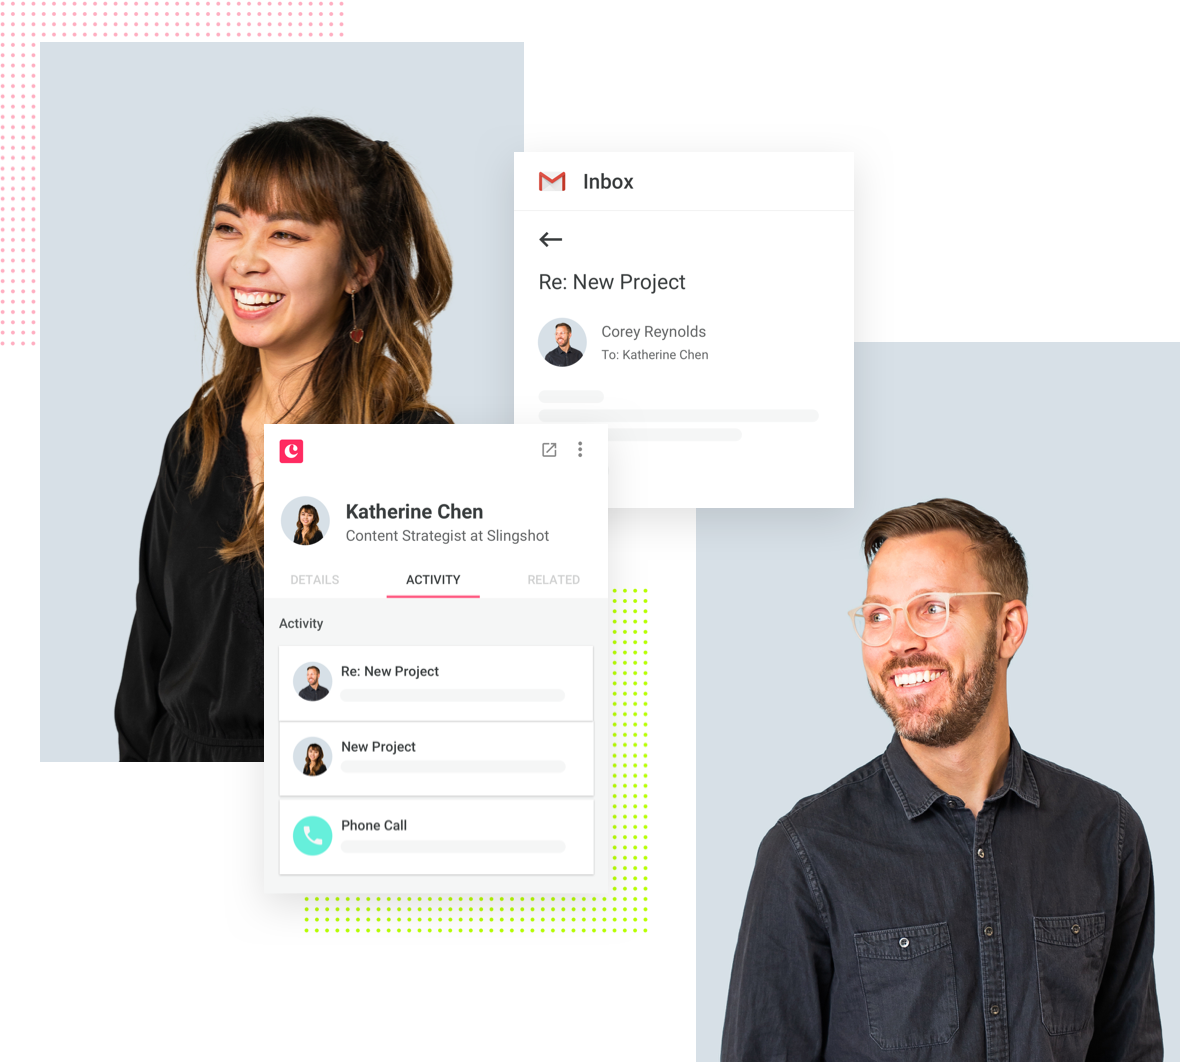 Inbox
Re: New Project
Corey Reynolds
To: Katherine Chen
Katherine Chen
Content Strategist at Slingshot
DETAILS ACTIVITY RELATED
Activity
Re: New Project
New Project
Phone Call